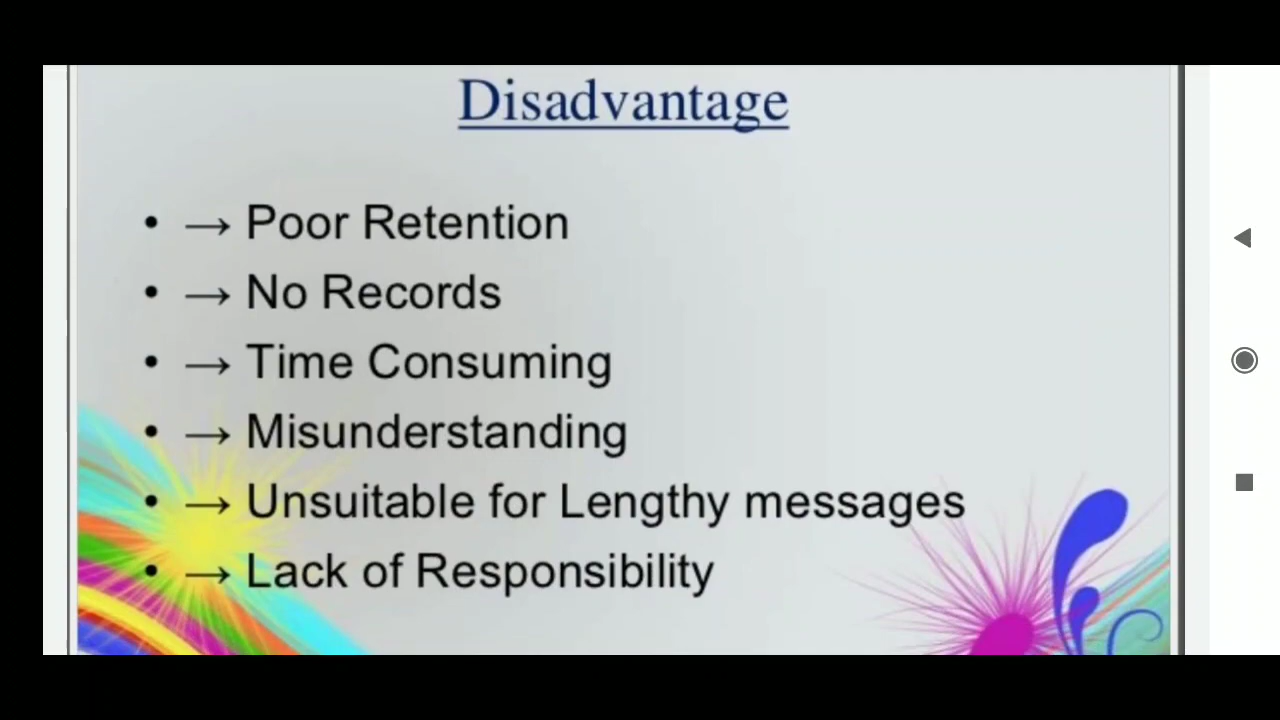 Disadvantage
• → Poor Retention
• → No Records
• → Time Consuming
• → Misunderstanding
• → Unsuitable for Lengthy messages
• → Lack of Responsibility